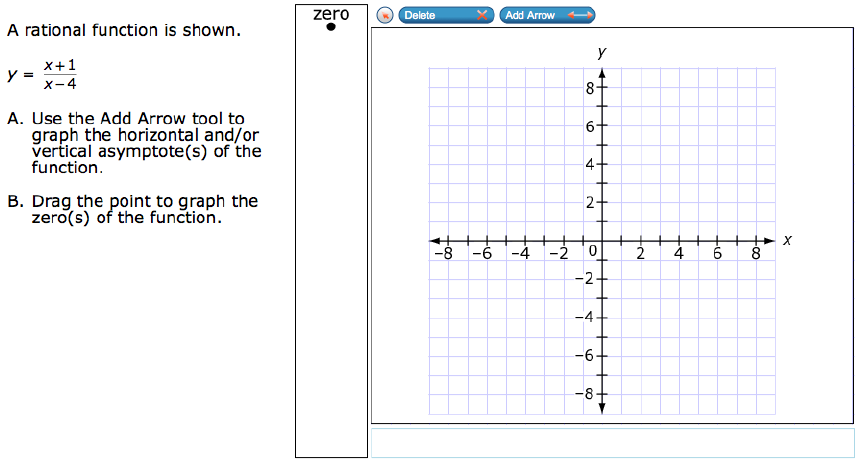 A rational function is shown.
y = x+1
x−4
A. Use the Add Arrow tool to
graph the horizontal and/or
vertical asymptote(s) of the
function.
B. Drag the point to graph the
zero(s) of the function.
zero
Delete
Add Arrow
y
8
6
4
2
x
−8 −6 −4 −2 0 2 4 6 8
−2
−4
−6
−8